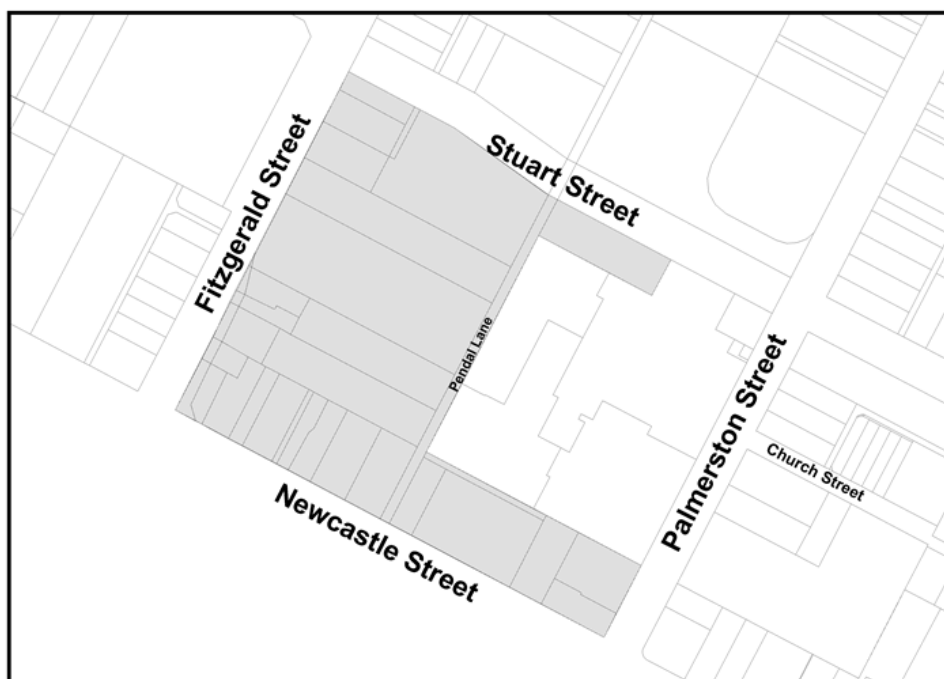 Stuart Street
Fitzgerald Street
Pendal Lane
Palmerston Street
Church Street
Newcastle Street